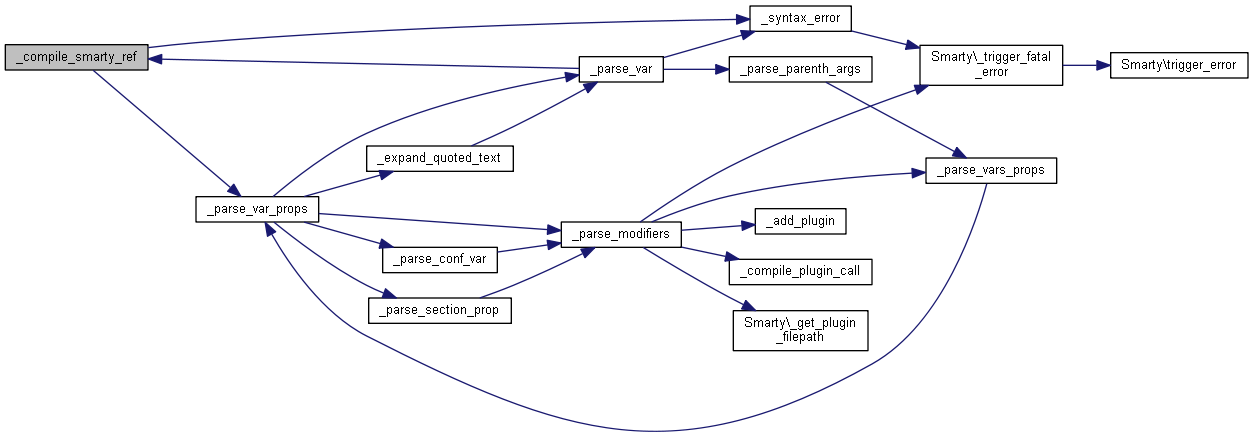 _syntax_error
_compile_smarty_ref
Smarty\_trigger_fatal
_error
Smarty\trigger_error
_parse_var
_parse_parenth_args
_expand_quoted_text
_parse_vars_props
_parse_var_props
_add_plugin
_parse_modifiers
_parse_conf_var
_compile_plugin_call
_parse_section_prop
Smarty\_get_plugin
_filepath